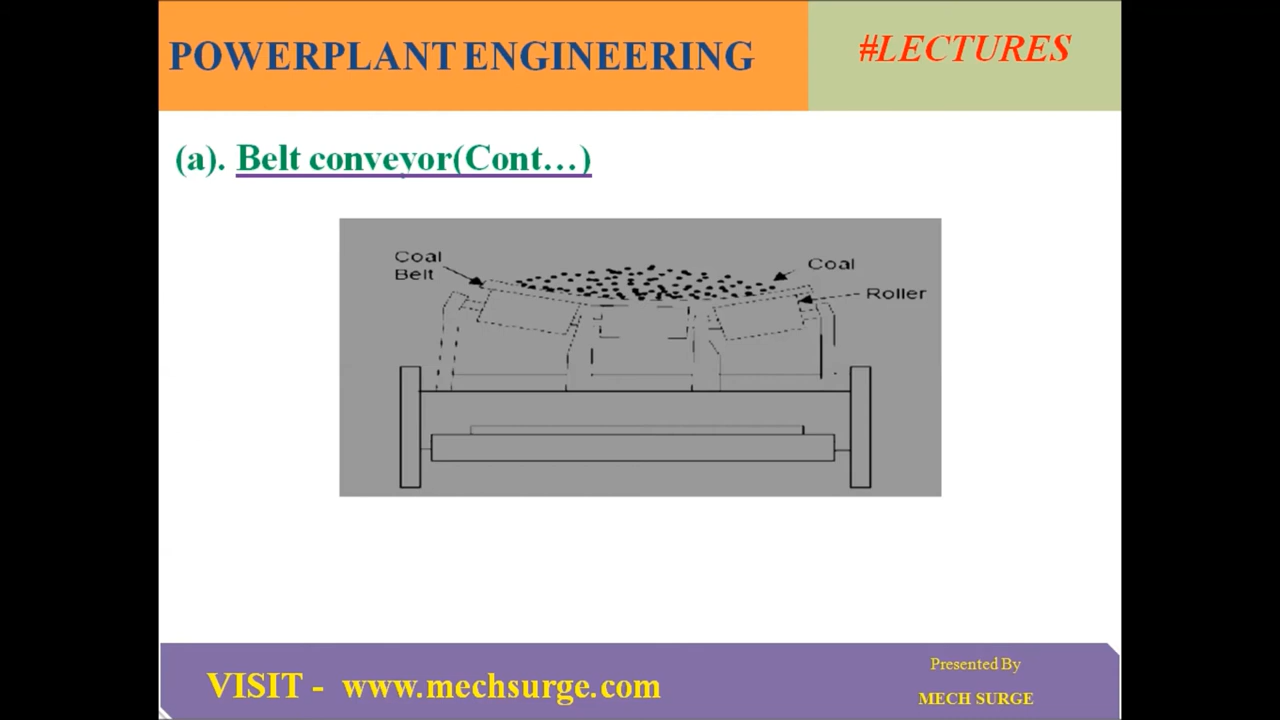 POWERPLANT ENGINEERING
#LECTURES
(a). Belt conveyor(Cont…)
Coal
Belt
Coal
Roller
VISIT - www.mechsurge.com
Presented By
MECH SURGE